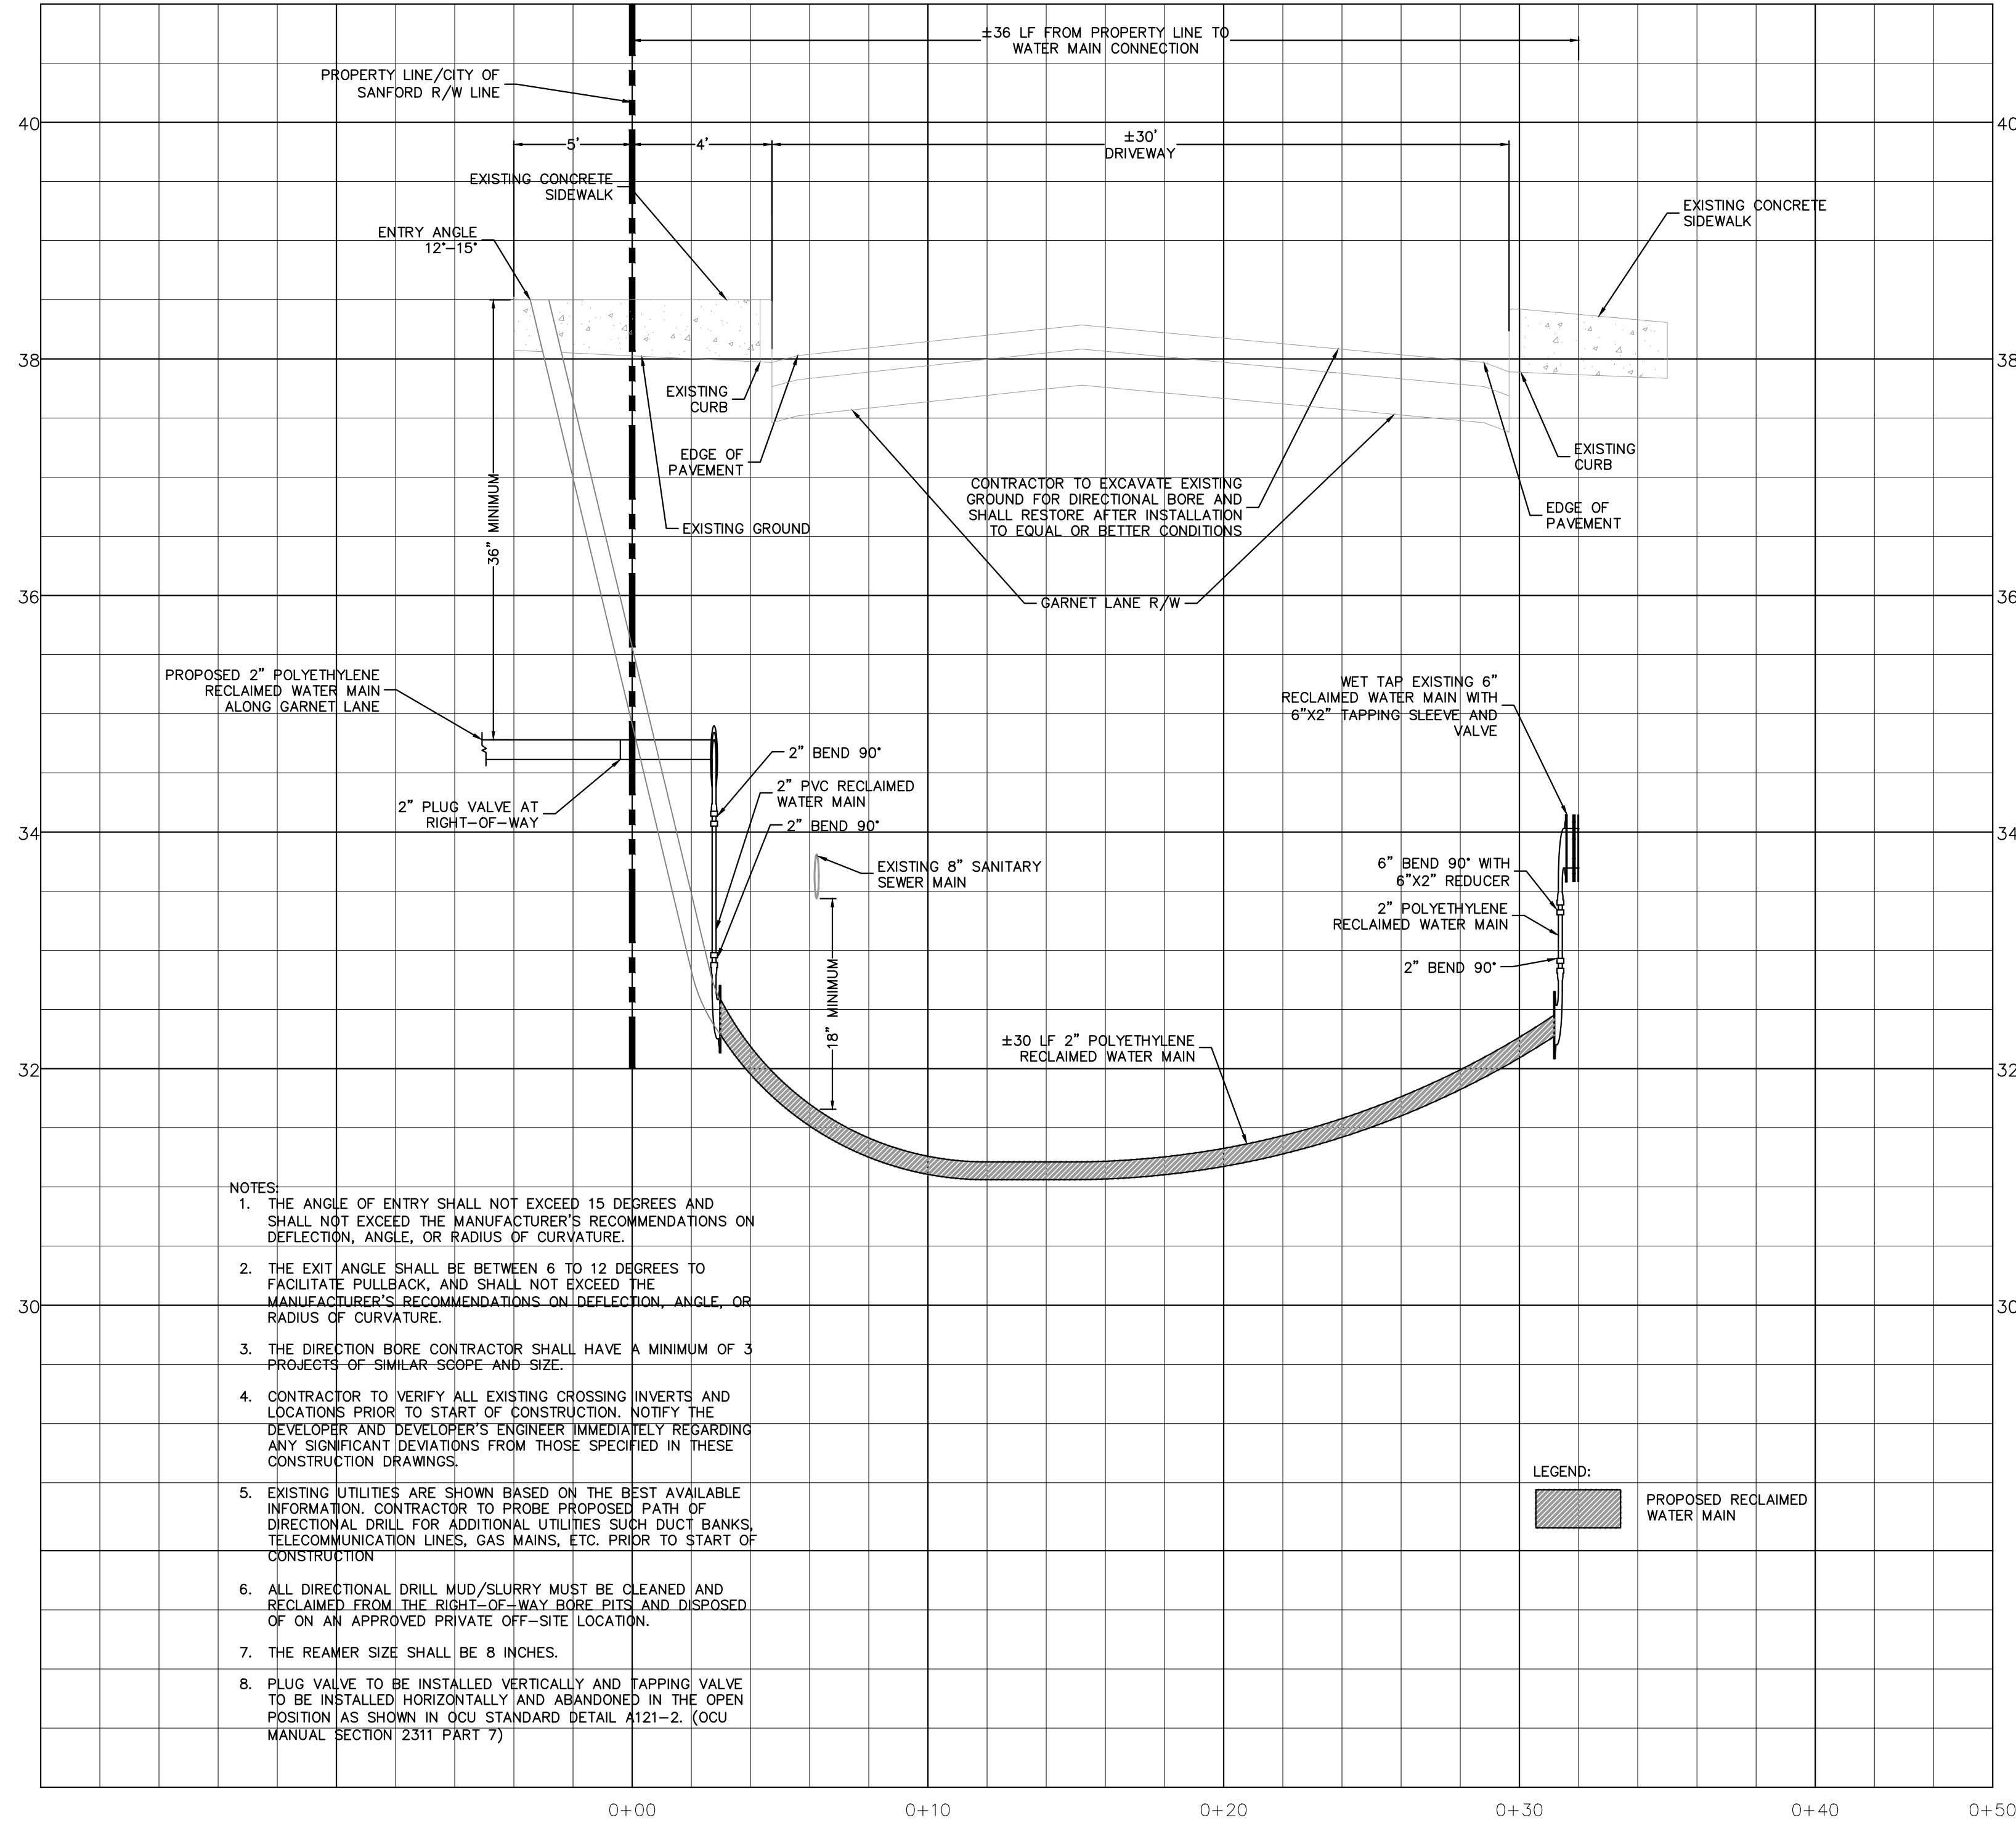 ±36 LF FROM PROPERTY LINE TO
WATER MAIN CONNECTION
PROPERTY LINE/CITY OF
SANFORD R/W LINE
40
40
5'
4'
±30'
DRIVEWAY
EXISTING CONCRETE
SIDEWALK
EXISTING CONCRETE
SIDEWALK
ENTRY ANGLE
12°-15°
38
38
EXISTING
CURB
EDGE OF
PAVEMENT
EXISTING GROUND
36" MINIMUM
CONTRACTOR TO EXCAVATE EXISTING
GROUND FOR DIRECTIONAL BORE AND
SHALL RESTORE AFTER INSTALLATION
TO EQUAL OR BETTER CONDITIONS
EXISTING
CURB
EDGE OF
PAVEMENT
36
36
GARNET LANE R/W
PROPOSED 2" POLYETHYLENE
RECLAIMED WATER MAIN
ALONG GARNET LANE
WET TAP EXISTING 6"
RECLAIMED WATER MAIN WITH
6"X2" TAPPING SLEEVE AND
VALVE
2" BEND 90°
2" PVC RECLAIMED
WATER MAIN
2" BEND 90°
2" PLUG VALVE AT
RIGHT-OF-WAY
34
34
EXISTING 8" SANITARY
SEWER MAIN
6" BEND 90° WITH
6"X2" REDUCER
2" POLYETHYLENE
RECLAIMED WATER MAIN
2" BEND 90°
18" MINIMUM
±30 LF 2" POLYETHYLENE
RECLAIMED WATER MAIN
32
32
NOTES:
1. THE ANGLE OF ENTRY SHALL NOT EXCEED 15 DEGREES AND
SHALL NOT EXCEED THE MANUFACTURER'S RECOMMENDATIONS ON
DEFLECTION, ANGLE, OR RADIUS OF CURVATURE.
2. THE EXIT ANGLE SHALL BE BETWEEN 6 TO 12 DEGREES TO
FACILITATE PULLBACK, AND SHALL NOT EXCEED THE
MANUFACTURER'S RECOMMENDATIONS ON DEFLECTION, ANGLE, OR
RADIUS OF CURVATURE.
30
30
3. THE DIRECTION BORE CONTRACTOR SHALL HAVE A MINIMUM OF 3
PROJECTS OF SIMILAR SCOPE AND SIZE.
4. CONTRACTOR TO VERIFY ALL EXISTING CROSSING INVERTS AND
LOCATIONS PRIOR TO START OF CONSTRUCTION. NOTIFY THE
DEVELOPER AND DEVELOPER'S ENGINEER IMMEDIATELY REGARDING
ANY SIGNIFICANT DEVIATIONS FROM THOSE SPECIFIED IN THESE
CONSTRUCTION DRAWINGS.
5. EXISTING UTILITIES ARE SHOWN BASED ON THE BEST AVAILABLE
INFORMATION. CONTRACTOR TO PROBE PROPOSED PATH OF
DIRECTIONAL DRILL FOR ADDITIONAL UTILITIES SUCH DUCT BANKS,
TELECOMMUNICATION LINES, GAS MAINS, ETC. PRIOR TO START OF
CONSTRUCTION
6. ALL DIRECTIONAL DRILL MUD/SLURRY MUST BE CLEANED AND
RECLAIMED FROM THE RIGHT-OF-WAY BORE PITS AND DISPOSED
OF ON AN APPROVED PRIVATE OFF-SITE LOCATION.
7. THE REAMER SIZE SHALL BE 8 INCHES.
8. PLUG VALVE TO BE INSTALLED VERTICALLY AND TAPPING VALVE
TO BE INSTALLED HORIZONTALLY AND ABANDONED IN THE OPEN
POSITION AS SHOWN IN OCU STANDARD DETAIL A121-2. (OCU
MANUAL SECTION 2311 PART 7)
LEGEND:
PROPOSED RECLAIMED
WATER MAIN
0+00
0+10
0+20
0+30
0+40
0+50